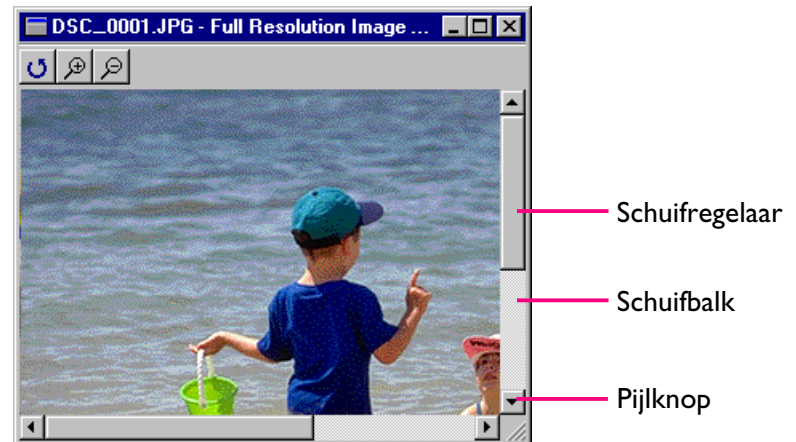 DSC_0001.JPG - Full Resolution Image ...
Schuifregelaar
Schuifbalk
Pijlknop